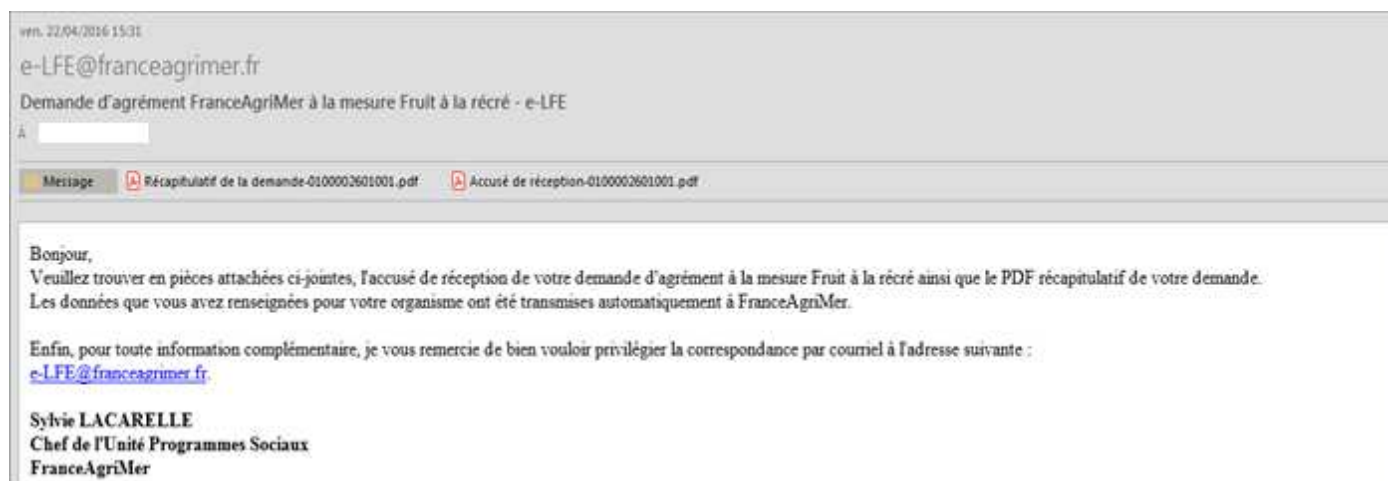 ven. 22/04/2016 15:31
e-LFE@franceagrimer.fr
Demande d'agrément FranceAgriMer à la mesure Fruit à la récré - e-LFE
À
Message Récapitulatif de la demande-0100002601001.pdf Accusé de réception-0100002601001.pdf
Bonjour,
Veuillez trouver en pièces attachées ci-jointes, l'accusé de réception de votre demande d'agrément à la mesure Fruit à la récré ainsi que le PDF récapitulatif de votre demande.
Les données que vous avez renseignées pour votre organisme ont été transmises automatiquement à FranceAgriMer.
Enfin, pour toute information complémentaire, je vous remercie de bien vouloir privilégier la correspondance par courriel à l'adresse suivante :
e-LFE@franceagrimer.fr.
Sylvie LACARELLE
Chef de l'Unité Programmes Sociaux
FranceAgriMer